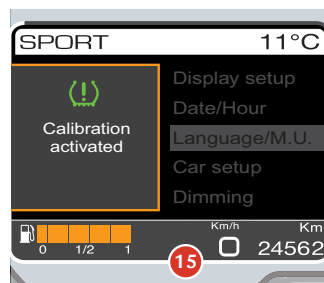 SPORT 11°C
(!)
Calibration
activated
Display setup
Date/Hour
Language/M.U.
Car setup
Dimming
0 1/2 1
Km/h
0
Km
24562
15